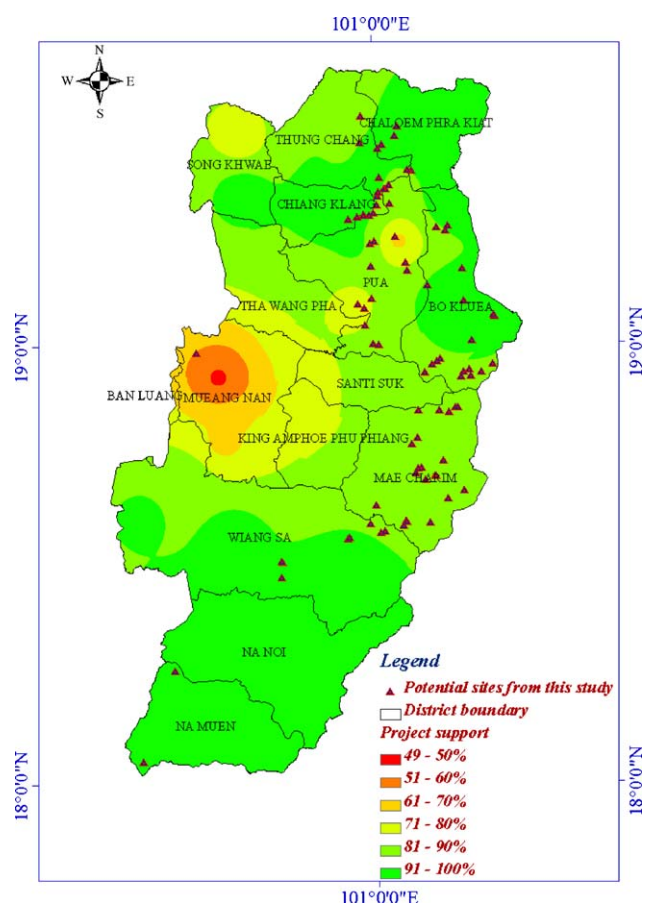 101°0'0"E
N
W E
S
CHALOEM PHRA KIAT
THUNG CHANG
SONG KHWAE
CHIANG KLANG
PUA
THA WANG PHA
BO KLUEA
19°0'0"N
19°0'0"N
SANTI SUK
BAN LUANG
MUEANG NAN
KING AMPHOE PHU PHIANG
MAE CHARIM
WIANG SA
NA NOI
NA MUEN
18°0'0"N
18°0'0"N
Legend
Potential sites from this study
District boundary
Project support
49 - 50%
51 - 60%
61 - 70%
71 - 80%
81 - 90%
91 - 100%
101°0'0"E